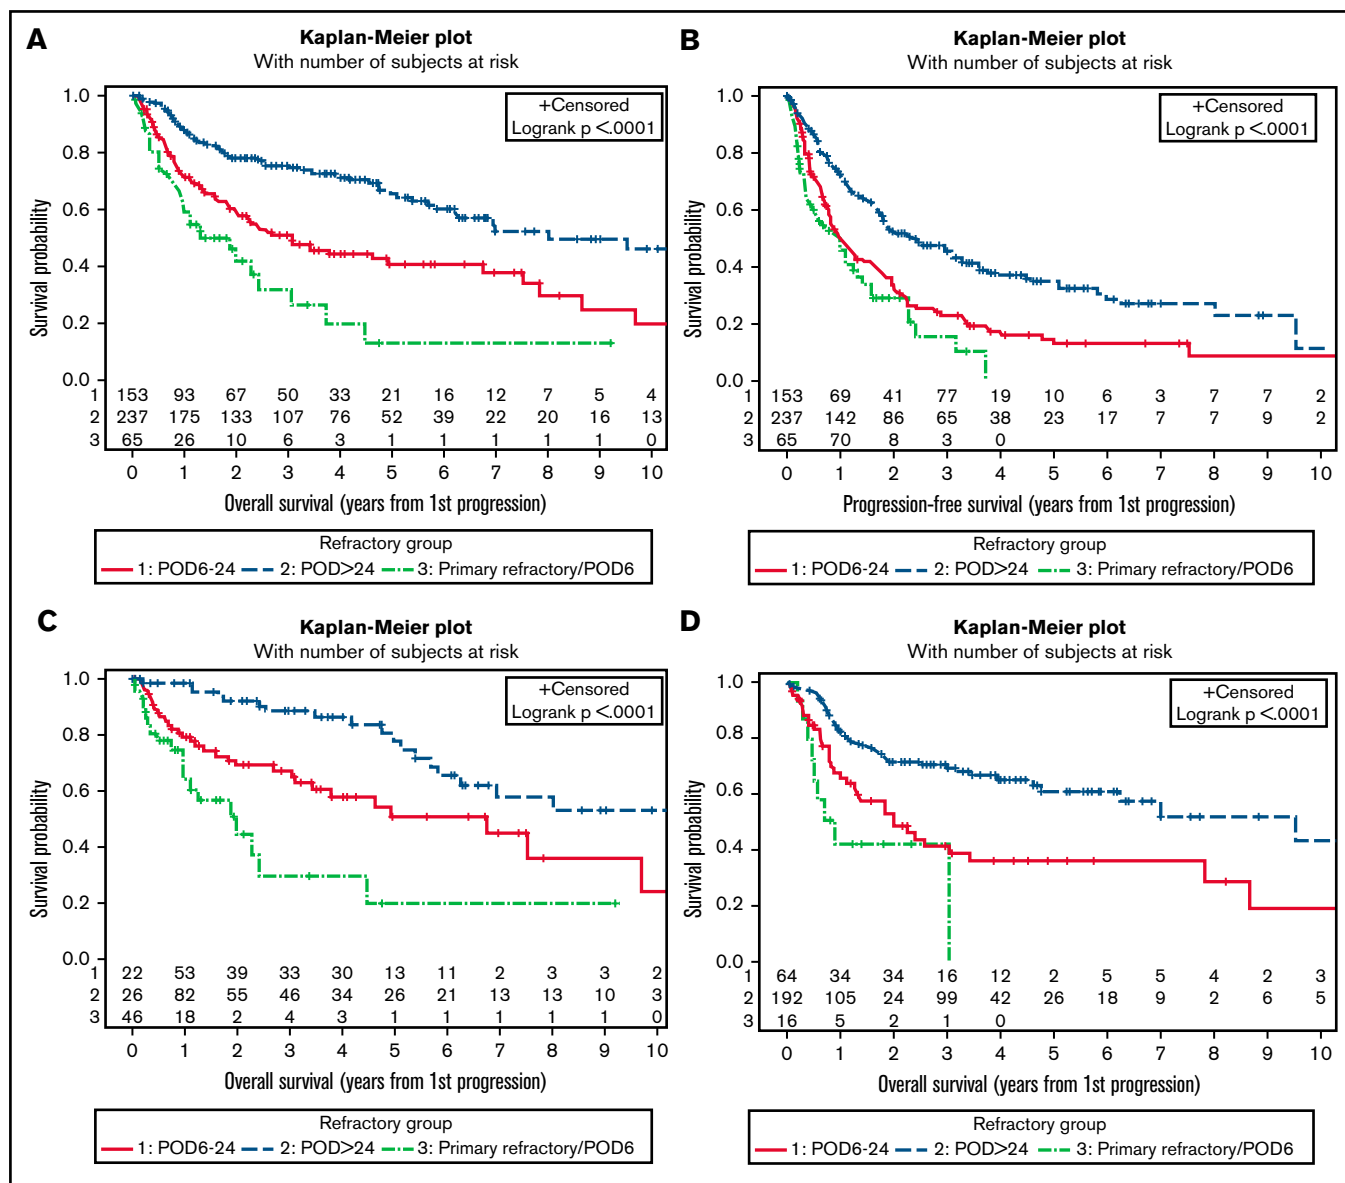 A
Kaplan-Meier plot
With number of subjects at risk
+Censored
Logrank p <.0001
Survival probability
1.0
0.8
0.6
0.4
0.2
0.0
1 153 93 67 50 33 21 16 12 7 5 4
2 237 175 133 107 76 52 39 22 20 16 13
3 65 26 10 6 3 1 1 1 1 1 0
0 1 2 3 4 5 6 7 8 9 10
Overall survival (years from 1st progression)
Refractory group
1: POD6-24 2: POD>24 3: Primary refractory/POD6
B
Kaplan-Meier plot
With number of subjects at risk
+Censored
Logrank p <.0001
Survival probability
1.0
0.8
0.6
0.4
0.2
0.0
1 153 69 41 77 19 10 6 3 7 7 2
2 237 142 86 65 38 23 17 7 7 9 2
3 65 70 8 3 0
0 1 2 3 4 5 6 7 8 9 10
Progression-free survival (years from 1st progression)
Refractory group
1: POD6-24 2: POD>24 3: Primary refractory/POD6
C
Kaplan-Meier plot
With number of subjects at risk
+Censored
Logrank p <.0001
Survival probability
1.0
0.8
0.6
0.4
0.2
0.0
1 22 53 39 33 30 13 11 2 3 3 2
2 26 82 55 46 34 26 21 13 13 10 3
3 46 18 2 4 3 1 1 1 1 1 0
0 1 2 3 4 5 6 7 8 9 10
Overall survival (years from 1st progression)
Refractory group
1: POD6-24 2: POD>24 3: Primary refractory/POD6
D
Kaplan-Meier plot
With number of subjects at risk
+Censored
Logrank p <.0001
Survival probability
1.0
0.8
0.6
0.4
0.2
0.0
1 64 34 34 16 12 2 5 5 4 2 3
2 192 105 24 99 42 26 18 9 2 6 5
3 16 5 2 1 0
0 1 2 3 4 5 6 7 8 9 10
Overall survival (years from 1st progression)
Refractory group
1: POD6-24 2: POD>24 3: Primary refractory/POD6